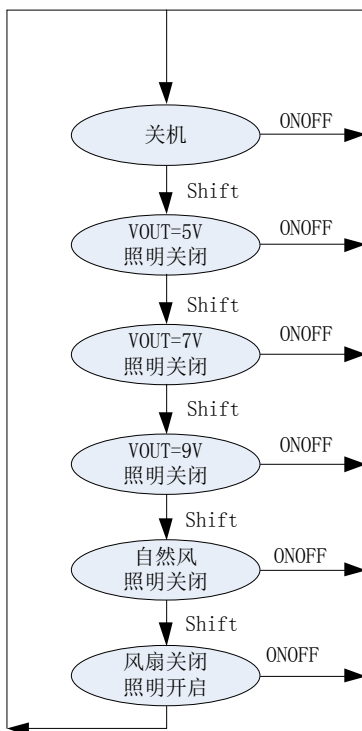 关机
ONOFF
Shift
VOUT=5V
照明关闭
ONOFF
Shift
VOUT=7V
照明关闭
ONOFF
Shift
VOUT=9V
照明关闭
ONOFF
Shift
自然风
照明关闭
ONOFF
Shift
风扇关闭
照明开启
ONOFF